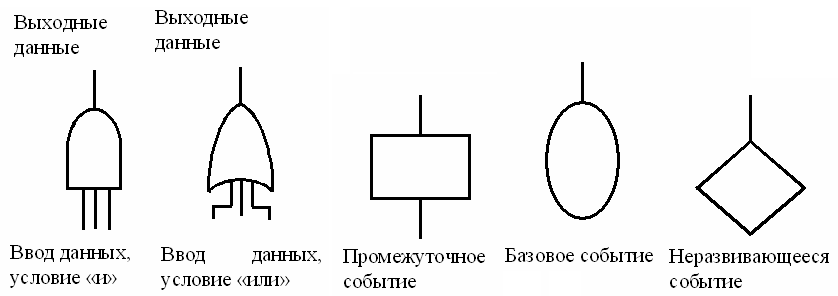 Выходные
данные
Выходные
данные
Ввод данных,
условие «и»
Ввод данных,
условие «или»
Промежуточное
событие
Базовое событие
Неразвивающееся
событие